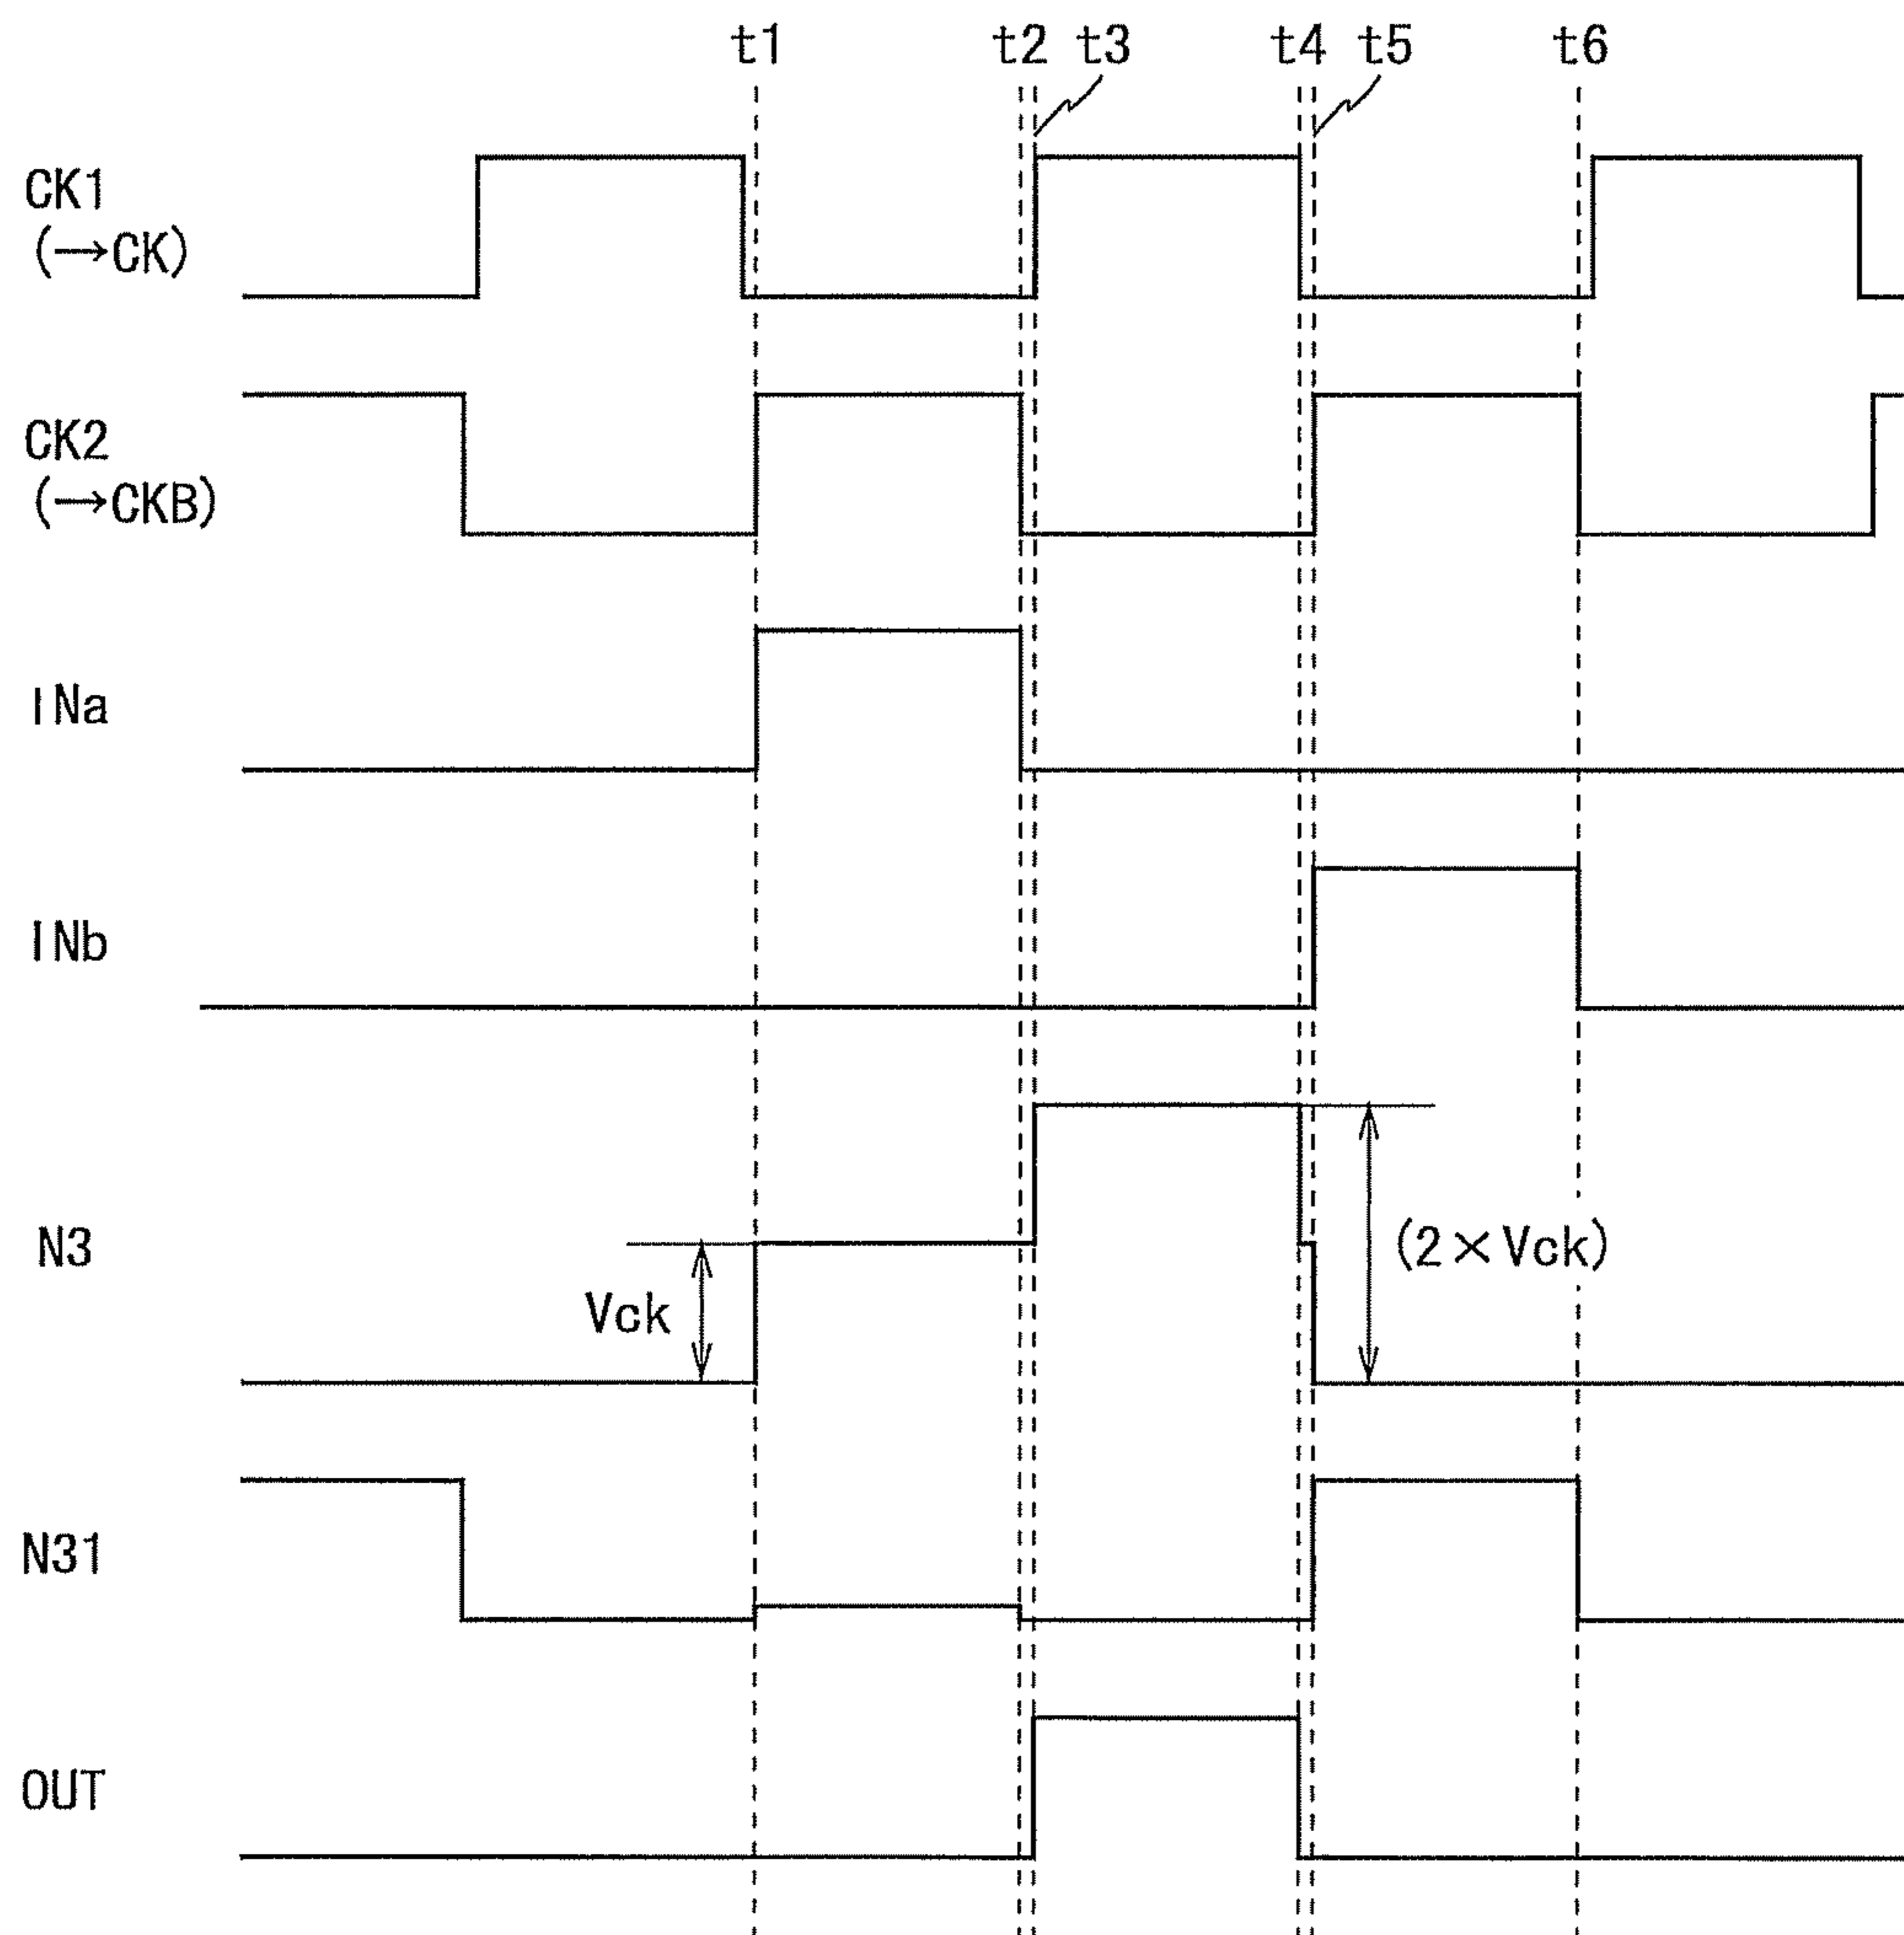 t1 t2 t3 t4 t5 t6
CK1
(→CK)
CK2
(→CKB)
INa
INb
N3
Vck
(2×Vck)
N31
OUT